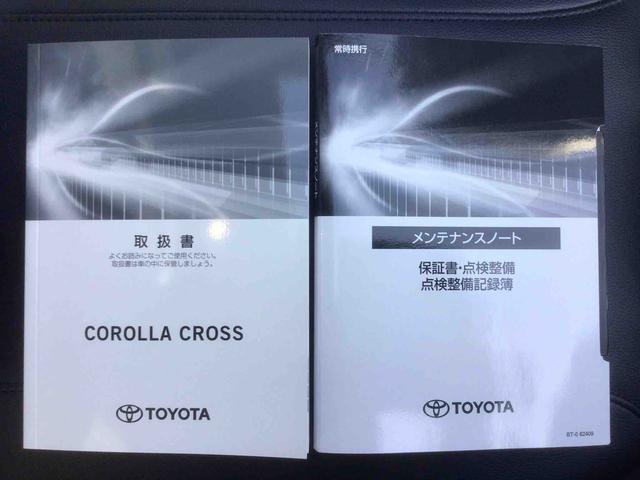 取扱書
よくお読みになってご使用ください。
取扱書は車の中に保管しましょう。
COROLLA CROSS
TOYOTA
メンテナンスノート
常時携行
メンテナンスノート
保証書・点検整備
点検整備記録簿
TOYOTA
BT-0 62409